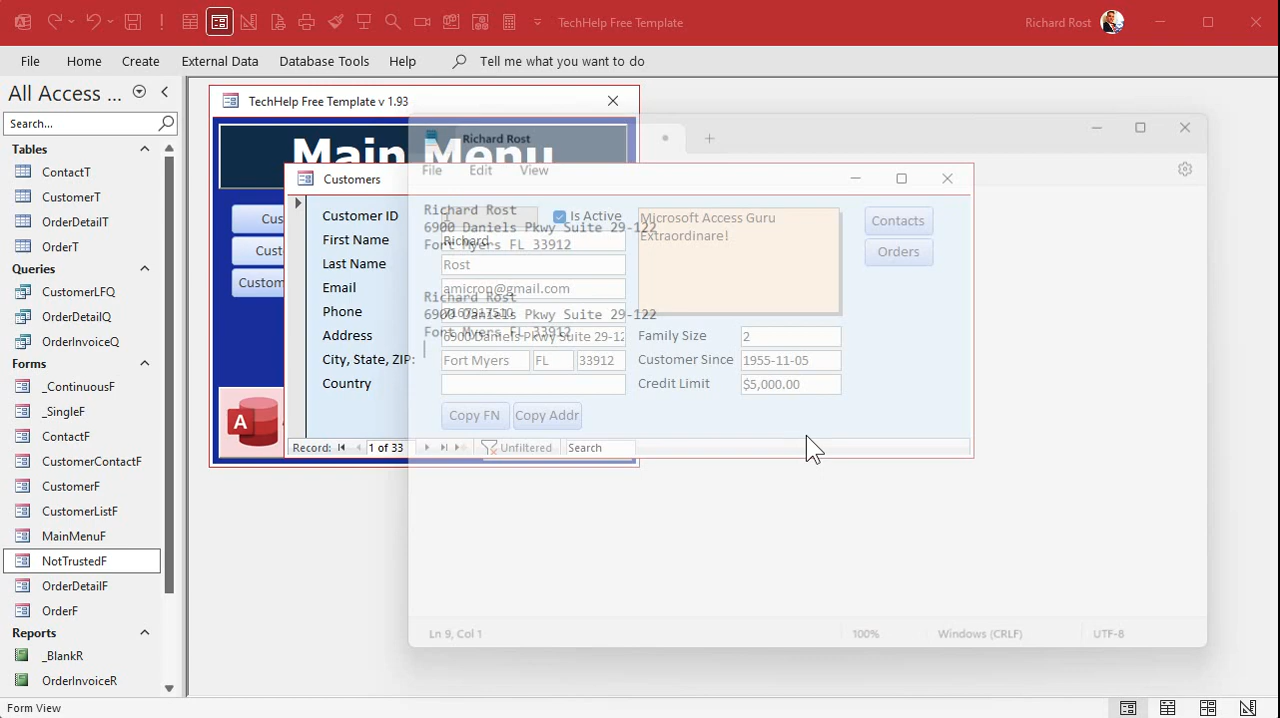 TechHelp Free Template
Richard Rost
File
Home
Create
External Data
Database Tools
Help
Tell me what you want to do
All Access ...
Search...
Tables
ContactT
CustomerT
OrderDetailT
OrderT
Queries
CustomerLFQ
OrderDetailQ
OrderInvoiceQ
Forms
_ContinuousF
_SingleF
ContactF
CustomerContactF
CustomerF
CustomerListF
MainMenuF
NotTrustedF
OrderDetailF
OrderF
Reports
_BlankR
OrderInvoiceR
Form View
TechHelp Free Template v 1.93
Main Menu
Cus
Cust
Custom
A
Customers
Customer ID
Is Active
First Name
Richard
Last Name
Rost
Email
amicron@gmail.com
Phone
Address
6900 Daniels Pkwy Suite 29-12
City, State, ZIP:
Fort Myers
FL
33912
Country
Copy FN
Copy Addr
Microsoft Access Guru
Extraordinare!
Family Size
2
Customer Since
1955-11-05
Credit Limit
$5,000.00
Contacts
Orders
Record:
1 of 33
Unfiltered
Search
Richard Rost
File
Edit
View
Richard Rost
6900 Daniels Pkwy Suite 29-122
Fort Myers FL 33912
Richard Rost
6900 Daniels Pkwy Suite 29-122
Fort Myers FL 33912
Ln 9, Col 1
100%
Windows (CRLF)
UTF-8